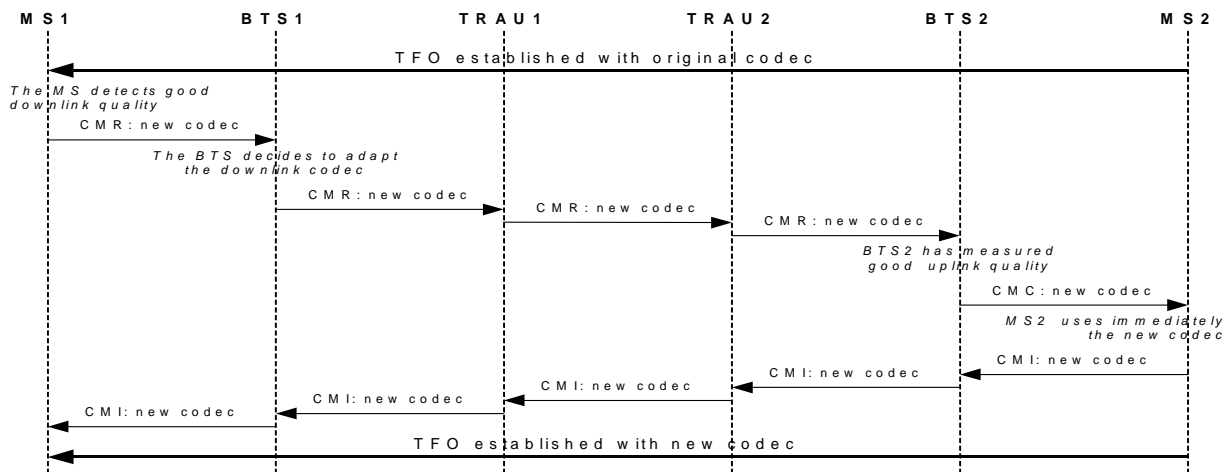 MS1 BTS1 TRAU1 TRAU2 BTS2 MS2
TFO established with original codec
The MS detects good
downlink quality
CMR: new codec
The BTS decides to adapt
the downlink codec
CMR: new codec
CMR: new codec
CMR: new codec
BTS2 has measured
good uplink quality
CMC: new codec
MS2 uses immediately
the new codec
CMI: new codec
CMI: new codec
CMI: new codec
CMI: new codec
CMI: new codec
TFO established with new codec